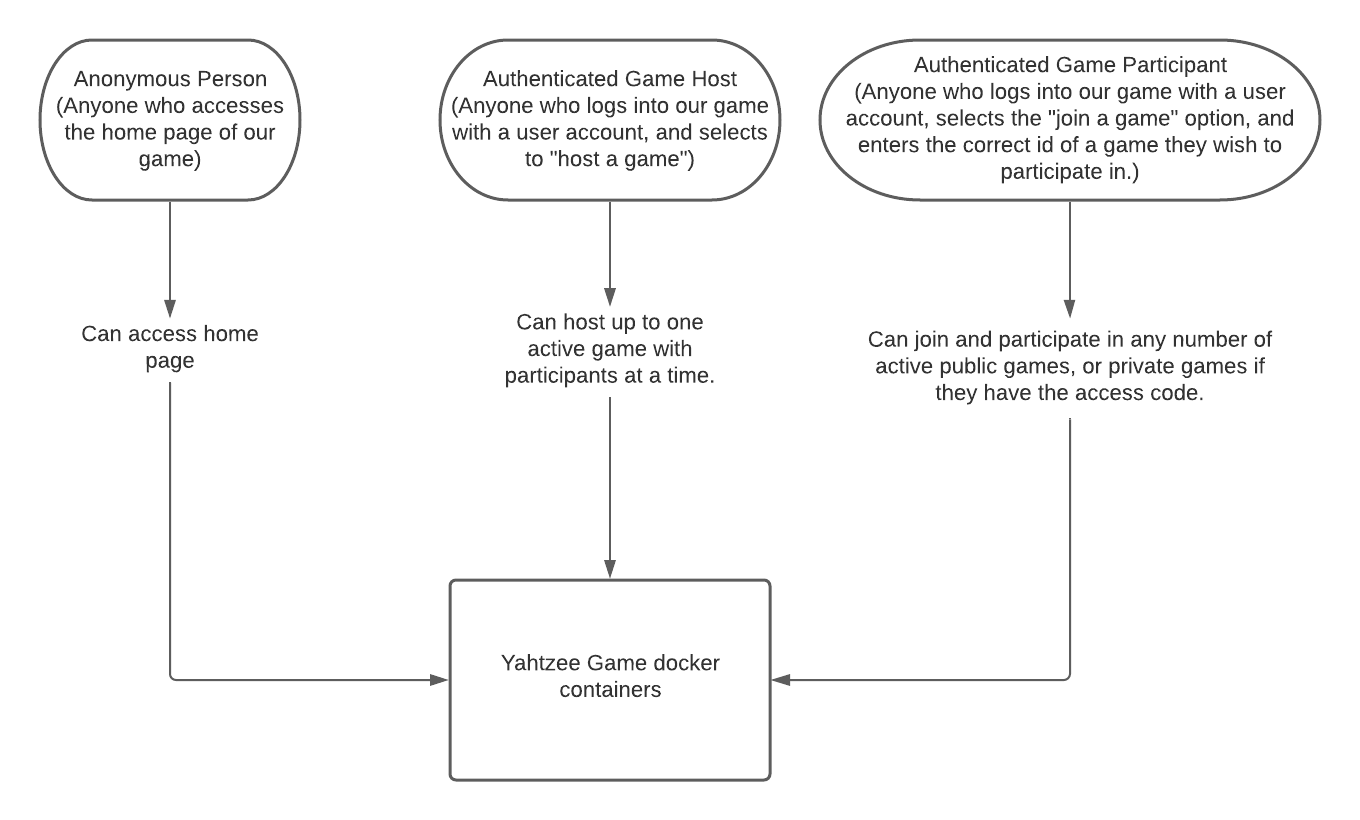 Anonymous Person
(Anyone who accesses
the home page of our
game)
Authenticated Game Host
(Anyone who logs into our game
with a user account, and selects
to "host a game")
Authenticated Game Participant
(Anyone who logs into our game with a user
account, selects the "join a game" option, and
enters the correct id of a game they wish to
participate in.)
Can access home
page
Can host up to one
active game with
participants at a time.
Can join and participate in any number of
active public games, or private games if
they have the access code.
Yahtzee Game docker
containers